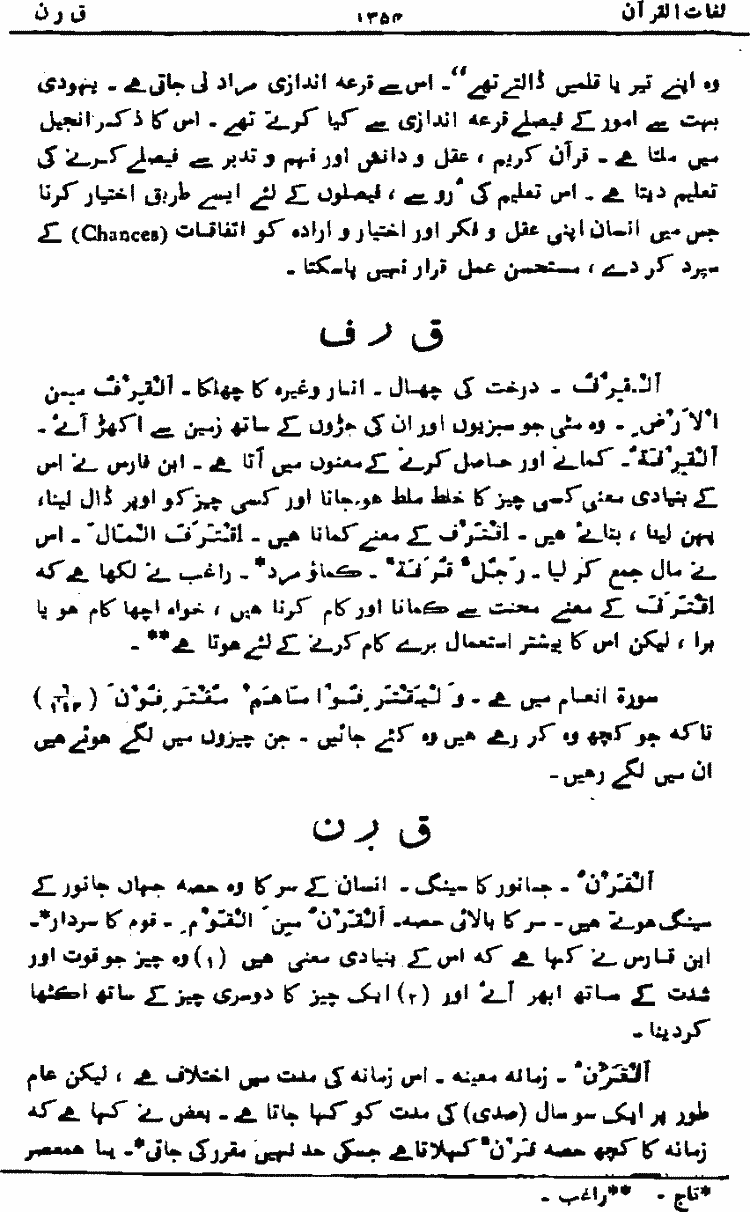 لغات القرآن ۱۳۵۴ ق ر ن
وہ اپنے تیر یا قلمیں ڈالتے تھے"۔ اس سے قرعہ اندازی مراد لی جاتی ہے ۔ یہودی
بہت سے امور کے فیصلے قرعہ اندازی سے کیا کرتے تھے ۔ اس کا ذکر انجیل
میں ملتا ہے ۔ قرآن کریم ، عقل و دانش اور فہم و تدبر سے فیصلے کرنے کی
تعلیم دیتا ہے ۔ اس تعلیم کی رُو سے ، فیصلوں کے لئے ایسے طریق اختیار کرنا
جس میں انسان اپنی عقل و فکر اور اختیار و ارادہ کو اتفاقات (Chances) کے
سپرد کر دے ، مستحسن عمل قرار نہیں پاسکتا ۔
ق ر ف
اَلْقِرْفُ ۔ درخت کی چھال ۔ انار وغیرہ کا چھلکا ۔ اَلْقِرْفُ مِنَ
الْاَرْضِ ۔ وہ مٹی جو سبزیوں اور ان کی جڑوں کے ساتھ زمین سے اکھڑ آئے ۔
اَلْقِرْفَةُ ۔ کمانے اور حاصل کرنے کے معنوں میں آتا ہے ۔ ابن فارس نے اس
کے بنیادی معنی کسی چیز کا خلط ملط ہو جانا اور کسی چیز کو اوپر ڈال لینا،
پہن لینا ، بتائے ہیں ۔ اِقْتَرَفَ کے معنے کمانا ہیں ۔ اِقْتَرَفَ الْمَالَ ۔ اس
نے مال جمع کر لیا ۔ رَجُلٌ قُرَفَةٌ ۔ کماؤ مرد* ۔ راغب نے لکھا ہے کہ
اِقْتَرَفَ کے معنے محنت سے کمانا اور کام کرنا ہیں ، خواہ اچھا کام ہو یا
برا ، لیکن اس کا بیشتر استعمال برے کام کرنے کے لئے ہوتا ہے** ۔
سورۃ انعام میں ہے ۔ وَ لِيَقْتَرِفُوْا مَاهُمْ مُقْتَرِفُوْنَ (۶/۱۱۳)
تاکہ جو کچھ وہ کر رہے ہیں وہ کئے جائیں ۔ جن چیزوں میں لگے ہوئے ہیں
ان میں لگے رہیں ۔
ق ر ن
اَلْقَرْنُ ۔ جانور کا سینگ ۔ انسان کے سر کا وہ حصہ جہاں جانور کے
سینگ ہوتے ہیں ۔ سر کا بالائی حصہ۔ اَلْقَرْنُ مِنَ الْقَوْمِ ۔ قوم کا سردار*۔
ابن فارس نے کہا ہے کہ اس کے بنیادی معنی ہیں (۱) وہ چیز جو قوت اور
شدت کے ساتھ ابھر آئے اور (۲) ایک چیز کا دوسری چیز کے ساتھ اکٹھا
کردینا ۔
اَلْقَرْنُ ۔ زمانہ معینہ ۔ اس زمانہ کی مدت میں اختلاف ہے ، لیکن عام
طور پر ایک سو سال (صدی) کی مدت کو کہا جاتا ہے ۔ بعض نے کہا ہے کہ
زمانہ کا کچھ حصہ قَرْنٌ کہلاتا ہے جسکی حد نہیں مقرر کی جاتی*۔ یا ہمعصر
*تاج ۔ **راغب ۔